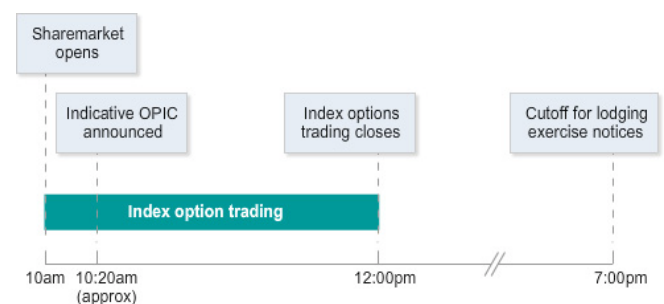 Sharemarket
opens
Indicative OPIC
announced
Index options
trading closes
Cutoff for lodging
exercise notices
Index option trading
10am
10:20am
(approx)
12:00pm
7:00pm